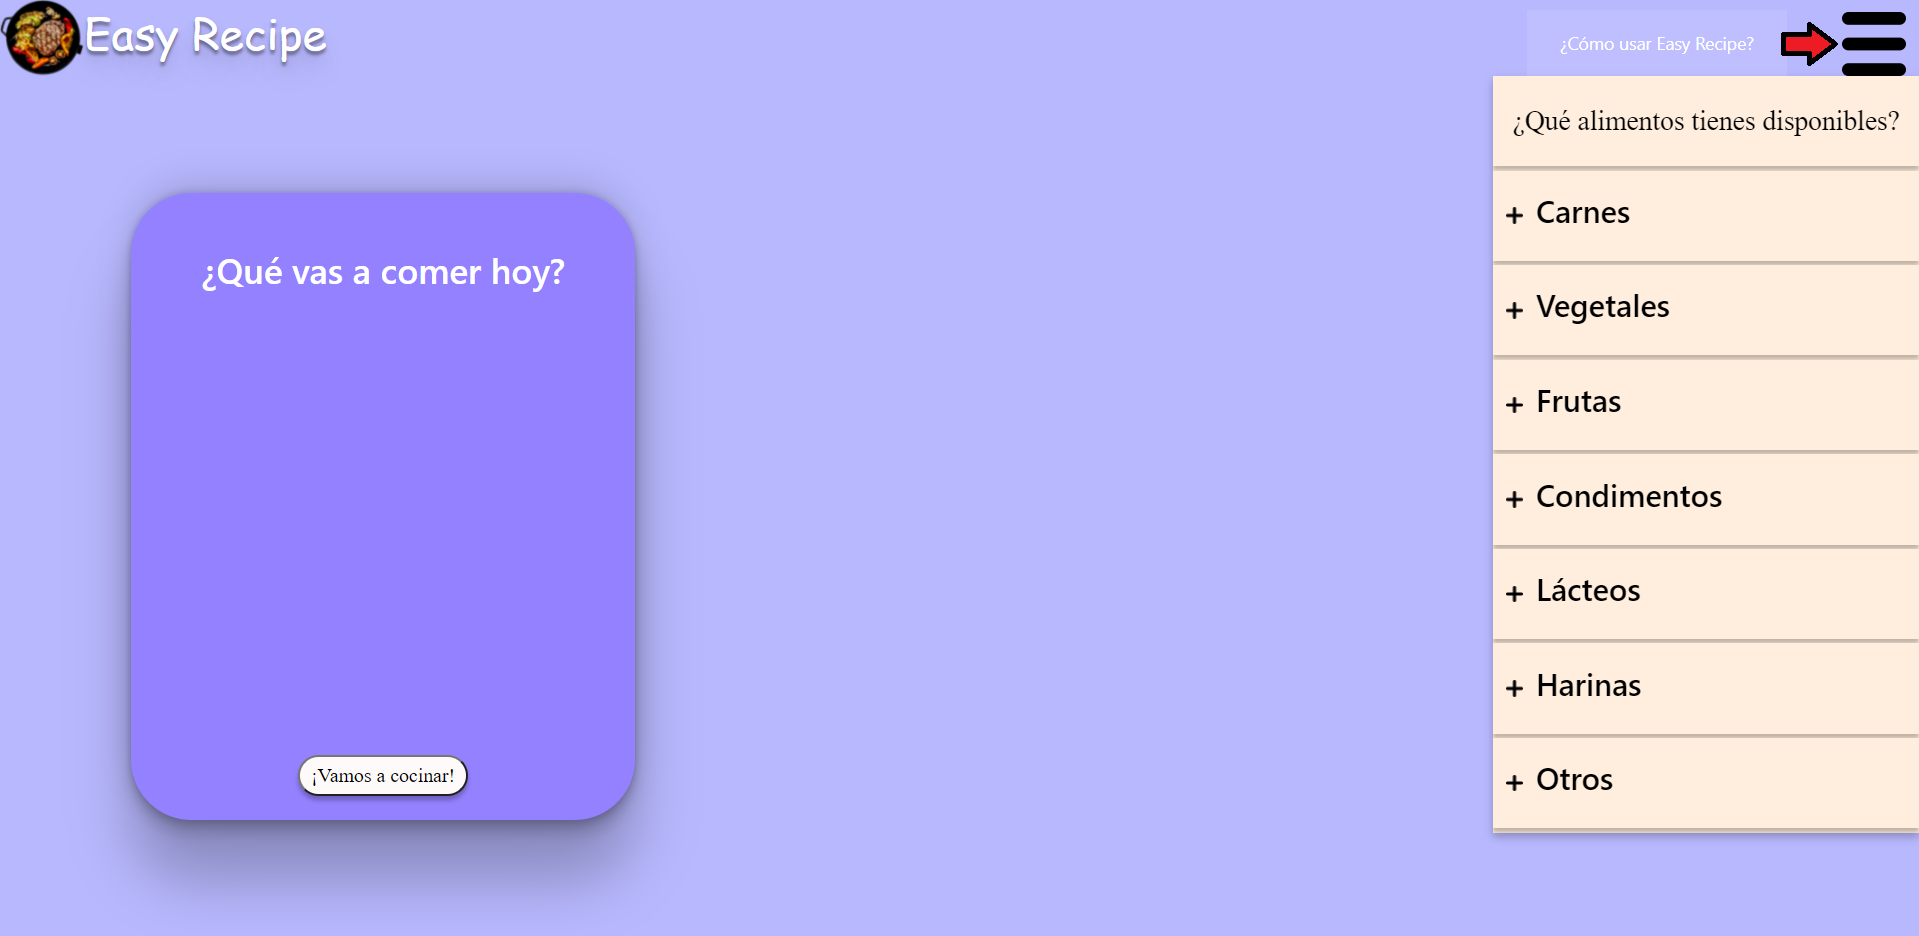 Easy Recipe
¿Cómo usar Easy Recipe?
¿Qué alimentos tienes disponibles?
+ Carnes
+ Vegetales
+ Frutas
+ Condimentos
+ Lácteos
+ Harinas
+ Otros
¿Qué vas a comer hoy?
¡Vamos a cocinar!